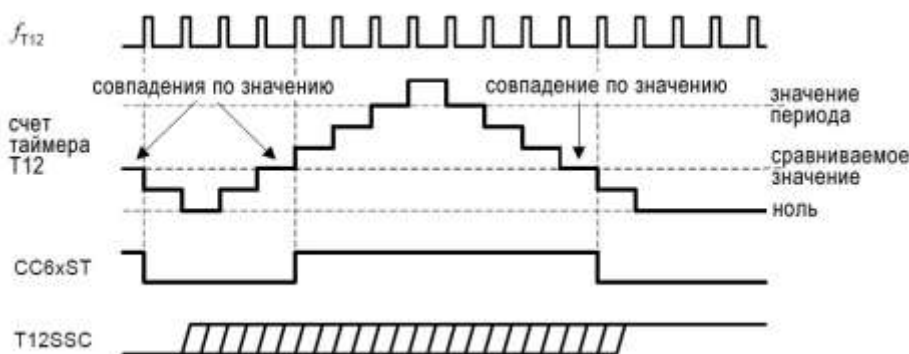 fT12
совпадения по значению
совпадение по значению
значение
периода
счет
таймера
T12
сравниваемое
значение
ноль
CC6xST
T12SSC